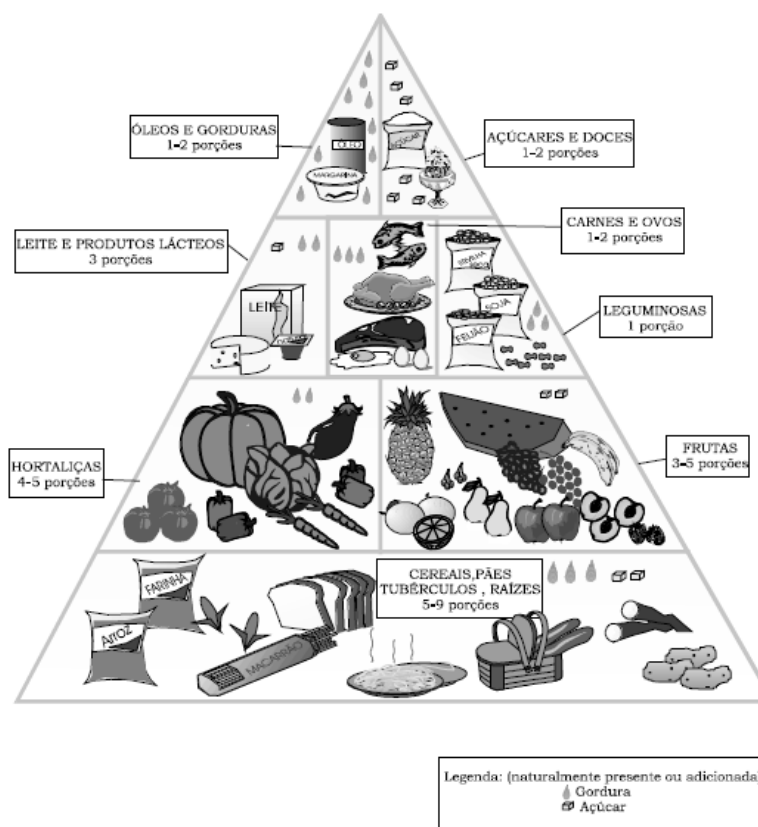 ÓLEOS E GORDURAS
1-2 porções
AÇÚCARES E DOCES
1-2 porções
ÓLEO
MARGARINA
AÇÚCAR
LEITE E PRODUTOS LÁCTEOS
3 porções
CARNES E OVOS
1-2 porções
LEGUMINOSAS
1 porção
LEITE
SOJA
FEIJÃO
HORTALIÇAS
4-5 porções
FRUTAS
3-5 porções
CEREAIS,PÃES
TUBÉRCULOS , RAÍZES
5-9 porções
FARINHA
Arroz
MACARRÃO
Legenda: (naturalmente presente ou adicionada)
Gordura
Açúcar